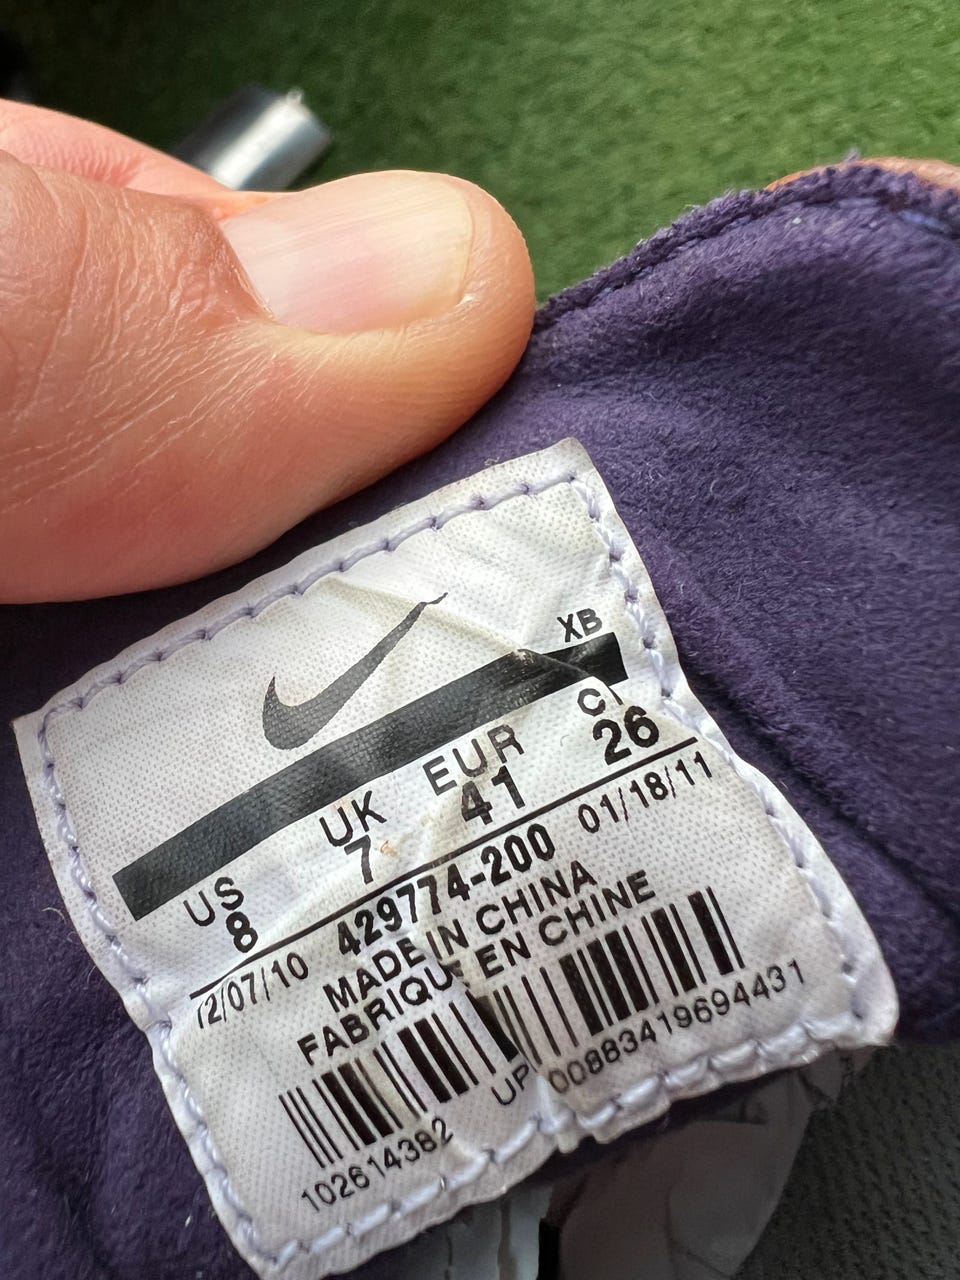 XB
US UK EUR CM
8 7 41 26
12/07/10 429774-200 01/18/11
MADE IN CHINA
FABRIQUE EN CHINE
102614382 UPC 00883419694431